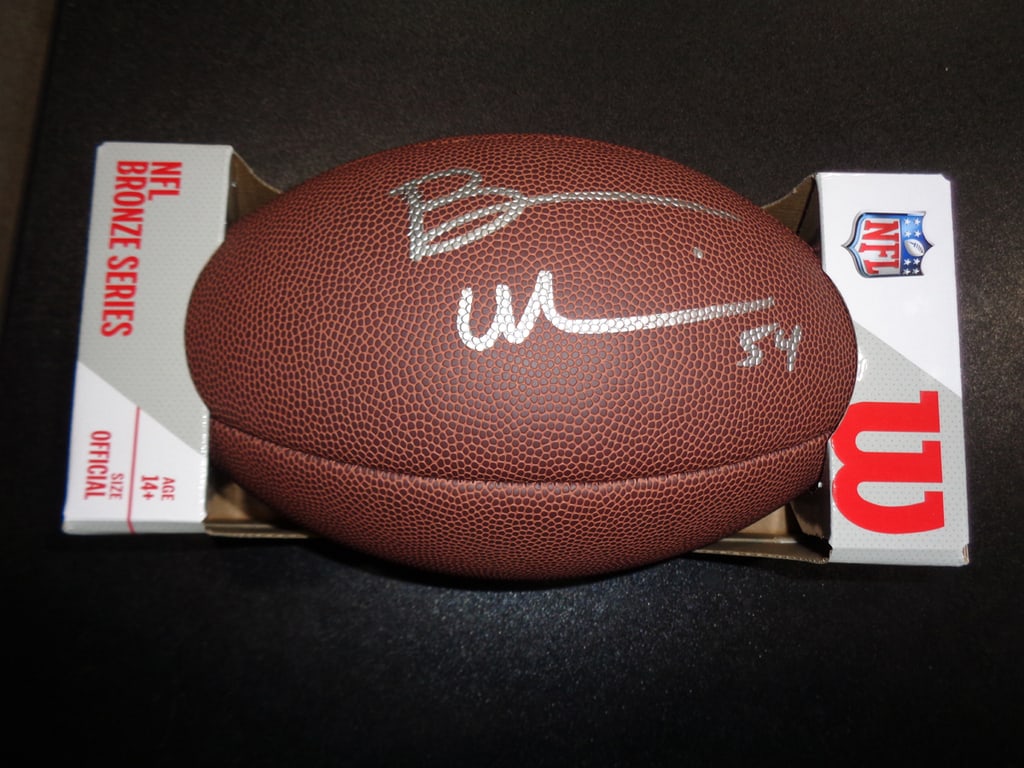 NFL
BRONZE SERIES
AGE
14+
SIZE
OFFICIAL
54
NFL
W